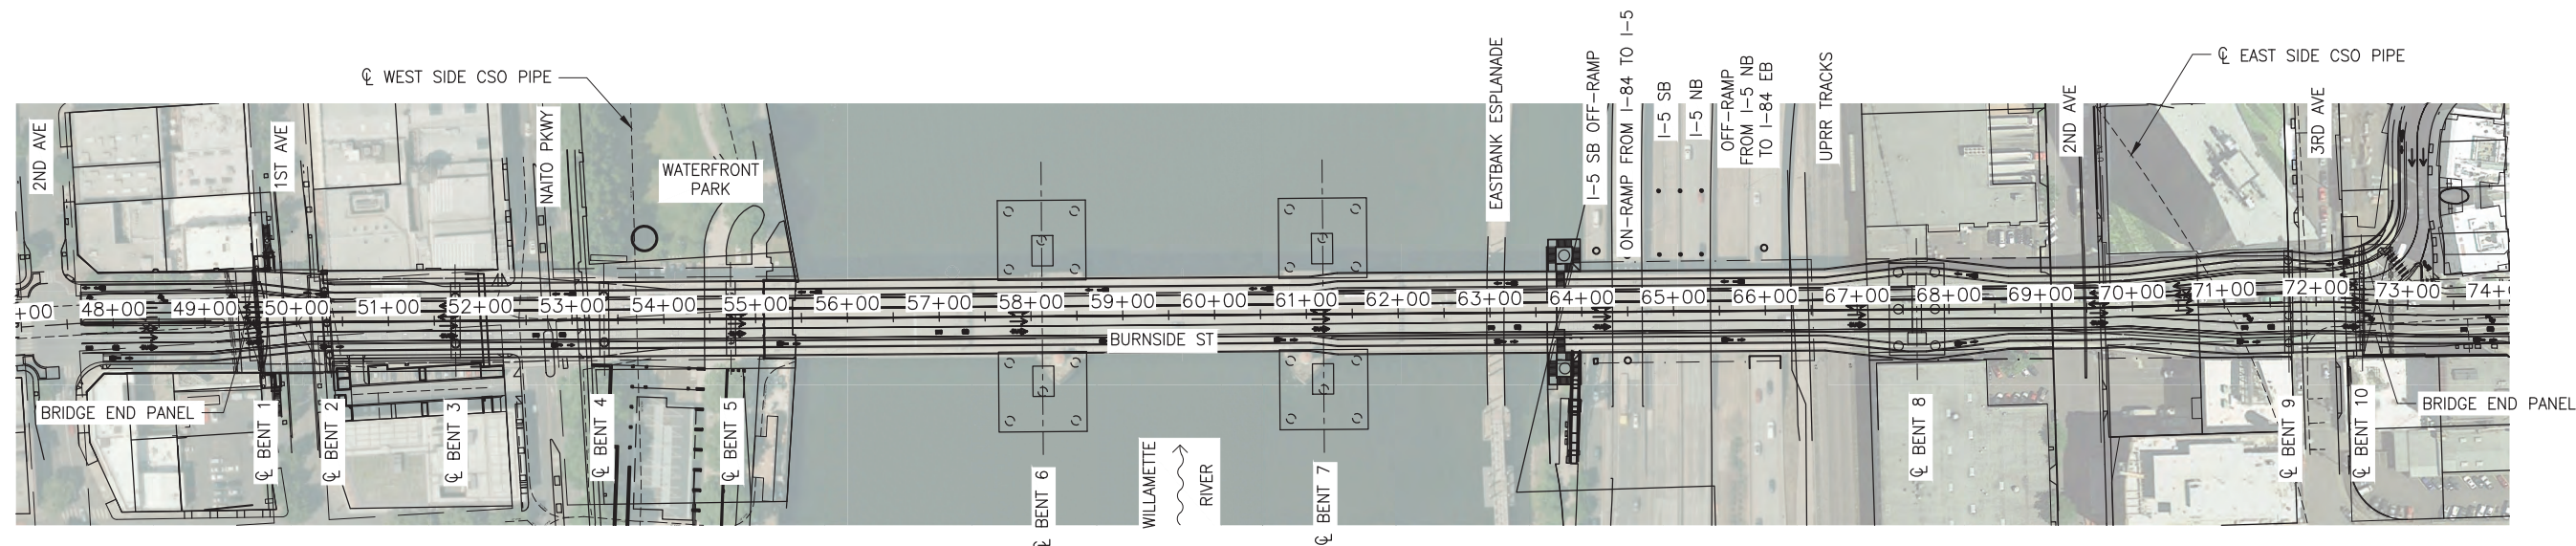 ℄ WEST SIDE CSO PIPE
℄ EAST SIDE CSO PIPE
2ND AVE
1ST AVE
NAITO PKWY
WATERFRONT
PARK
EASTBANK ESPLANADE
I-5 SB OFF-RAMP
ON-RAMP FROM I-84 TO I-5
I-5 SB
I-5 NB
OFF-RAMP
FROM I-5 NB
TO I-84 EB
UPRR TRACKS
2ND AVE
3RD AVE
+00 48+00 49+00 50+00 51+00 52+00 53+00 54+00 55+00 56+00 57+00 58+00 59+00 60+00 61+00 62+00 63+00 64+00 65+00 66+00 67+00 68+00 69+00 70+00 71+00 72+00 73+00 74+0
BURNSIDE ST
BRIDGE END PANEL
℄ BENT 1
℄ BENT 2
℄ BENT 3
℄ BENT 4
℄ BENT 5
℄ BENT 6
WILLAMETTE
RIVER
℄ BENT 7
℄ BENT 8
℄ BENT 9
℄ BENT 10
BRIDGE END PANEL